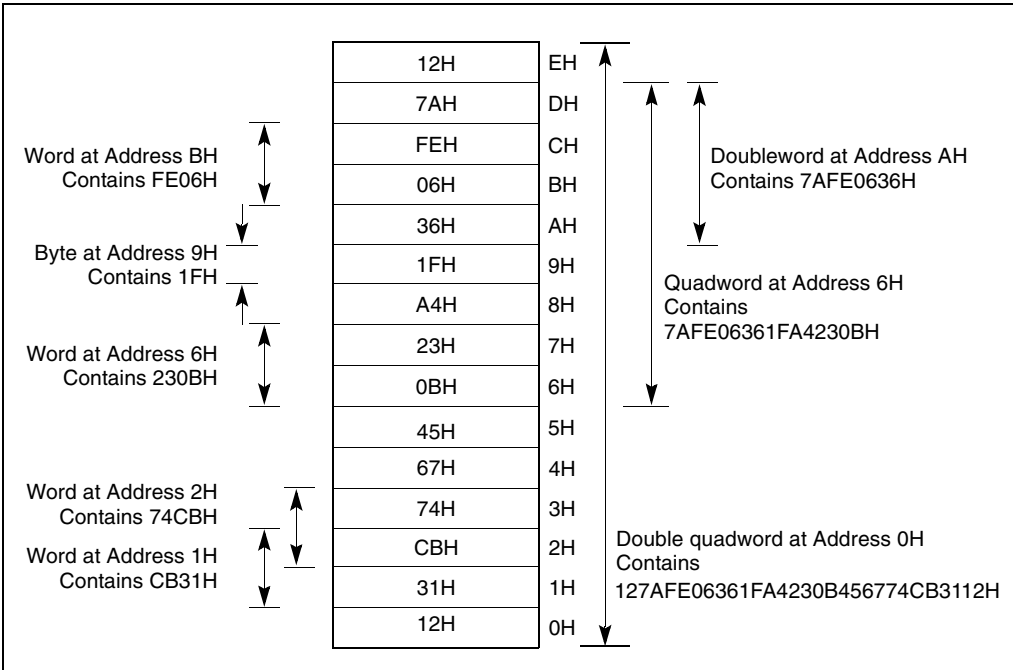 Word at Address BH
Contains FE06H
Byte at Address 9H
Contains 1FH
Word at Address 6H
Contains 230BH
Word at Address 2H
Contains 74CBH
Word at Address 1H
Contains CB31H
12H EH
7AH DH
FEH CH
06H BH
36H AH
1FH 9H
A4H 8H
23H 7H
0BH 6H
45H 5H
67H 4H
74H 3H
CBH 2H
31H 1H
12H 0H
Doubleword at Address AH
Contains 7AFE0636H
Quadword at Address 6H
Contains
7AFE06361FA4230BH
Double quadword at Address 0H
Contains
127AFE06361FA4230B456774CB3112H